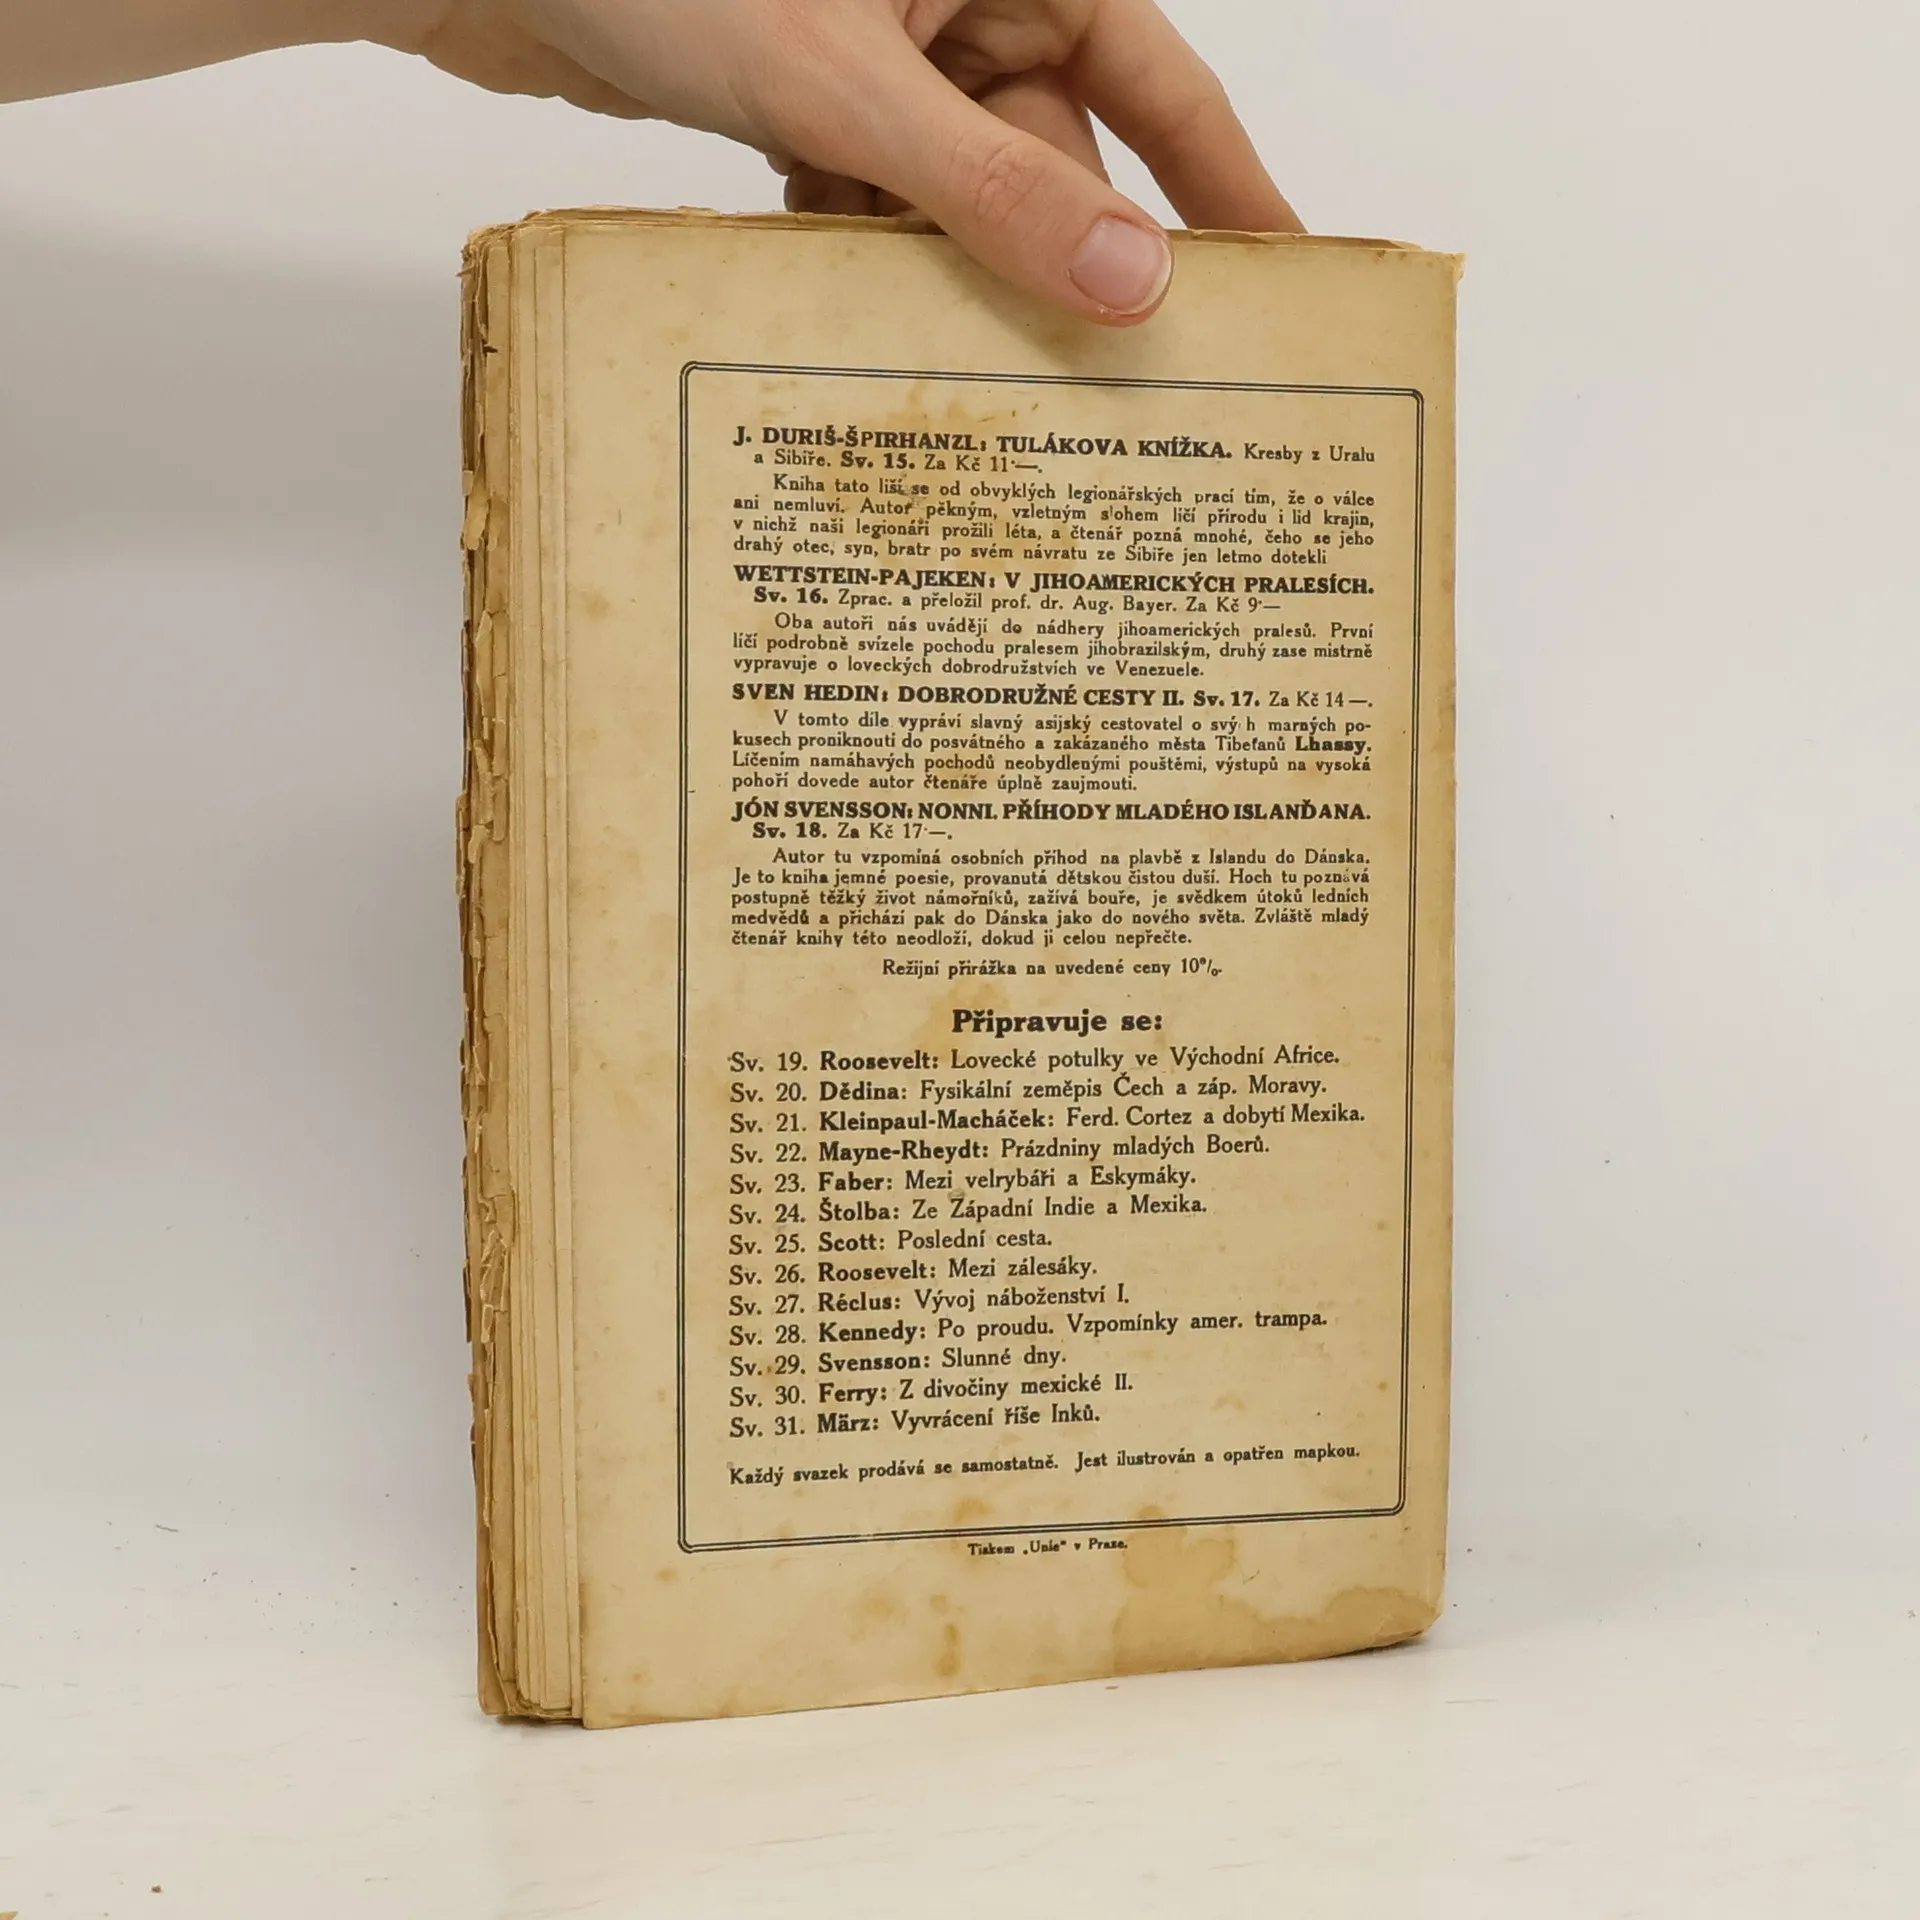 J. DURIŠ-ŠPIRHANZL: TULÁKOVA KNÍŽKA. Kresby z Uralu
a Sibiře. Sv. 15. Za Kč 11·—.
Kniha tato liší se od obvyklých legionářských prací tím, že o válce
ani nemluví. Autor pěkným, vzletným slohem líčí přírodu i lid krajin,
v nichž naši legionáři prožili léta, a čtenář pozná mnohé, čeho se jeho
drahý otec, syn, bratr po svém návratu ze Sibiře jen letmo dotekli
WETTSTEIN-PAJEKEN: V JIHOAMERICKÝCH PRALESÍCH.
Sv. 16. Zprac. a přeložil prof. dr. Aug. Bayer. Za Kč 9·—
Oba autoři nás uvádějí do nádhery jihoamerických pralesů. První
líčí podrobně svízele pochodu pralesem jihobrazilským, druhý zase mistrně
vypravuje o loveckých dobrodružstvích ve Venezuele.
SVEN HEDIN: DOBRODRUŽNÉ CESTY II. Sv. 17. Za Kč 14—.
V tomto díle vypráví slavný asijský cestovatel o svých marných po-
kusech proniknouti do posvátného a zakázaného města Tibeťanů Lhassy.
Líčením namáhavých pochodů neobydlenými pouštěmi, výstupů na vysoká
pohoří dovede autor čtenáře úplně zaujmouti.
JÓN SVENSSON: NONNI. PŘÍHODY MLADÉHO ISLANĎANA.
Sv. 18. Za Kč 17·—.
Autor tu vzpomíná osobních příhod na plavbě z Islandu do Dánska.
Je to kniha jemné poesie, provanutá dětskou čistou duší. Hoch tu poznává
postupně těžký život námořníků, zažívá bouře, je svědkem útoků ledních
medvědů a přichází pak do Dánska jako do nového světa. Zvláště mladý
čtenář knihy této neodloží, dokud ji celou nepřečte.
Režijní přirážka na uvedené ceny 10%.
Připravuje se:
Sv. 19. Roosevelt: Lovecké potulky ve Východní Africe.
Sv. 20. Dědina: Fysikální zeměpis Čech a záp. Moravy.
Sv. 21. Kleinpaul-Macháček: Ferd. Cortez a dobytí Mexika.
Sv. 22. Mayne-Rheydt: Prázdniny mladých Boerů.
Sv. 23. Faber: Mezi velrybáři a Eskymáky.
Sv. 24. Štolba: Ze Západní Indie a Mexika.
Sv. 25. Scott: Poslední cesta.
Sv. 26. Roosevelt: Mezi zálesáky.
Sv. 27. Réclus: Vývoj náboženství I.
Sv. 28. Kennedy: Po proudu. Vzpomínky amer. trampa.
Sv. 29. Svensson: Slunné dny.
Sv. 30. Ferry: Z divočiny mexické II.
Sv. 31. März: Vyvrácení říše Inků.
Každý svazek prodává se samostatně. Jest ilustrován a opatřen mapkou.
Tiskem „Unie" v Praze.